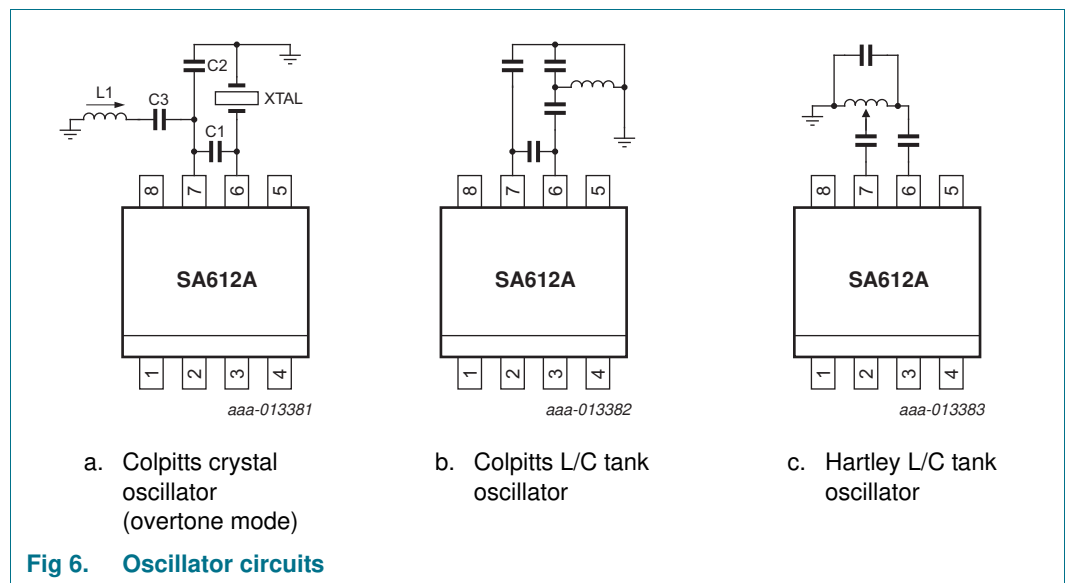 C2
L1
C3
XTAL
C1
8 7 6 5
SA612A
1 2 3 4
aaa-013381
a. Colpitts crystal
oscillator
(overtone mode)
8 7 6 5
SA612A
1 2 3 4
aaa-013382
b. Colpitts L/C tank
oscillator
8 7 6 5
SA612A
1 2 3 4
aaa-013383
c. Hartley L/C tank
oscillator
Fig 6. Oscillator circuits